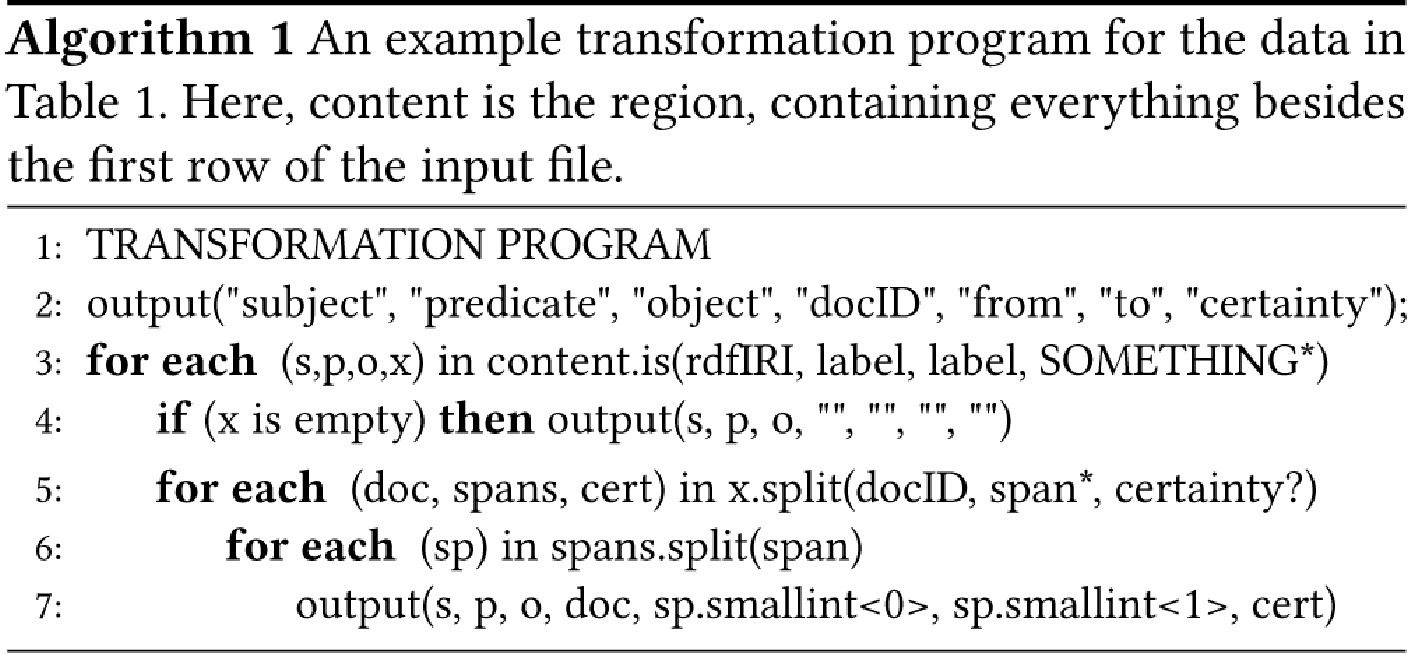 Algorithm 1 An example transformation program for the data in
Table 1. Here, content is the region, containing everything besides
the first row of the input file.
1: TRANSFORMATION PROGRAM
2: output("subject", "predicate", "object", "docID", "from", "to", "certainty");
3: for each (s,p,o,x) in content.is(rdfIRI, label, label, SOMETHING*)
4: if (x is empty) then output(s, p, o, "", "", "", "")
5: for each (doc, spans, cert) in x.split(docID, span*, certainty?)
6: for each (sp) in spans.split(span)
7: output(s, p, o, doc, sp.smallint<0>, sp.smallint<1>, cert)